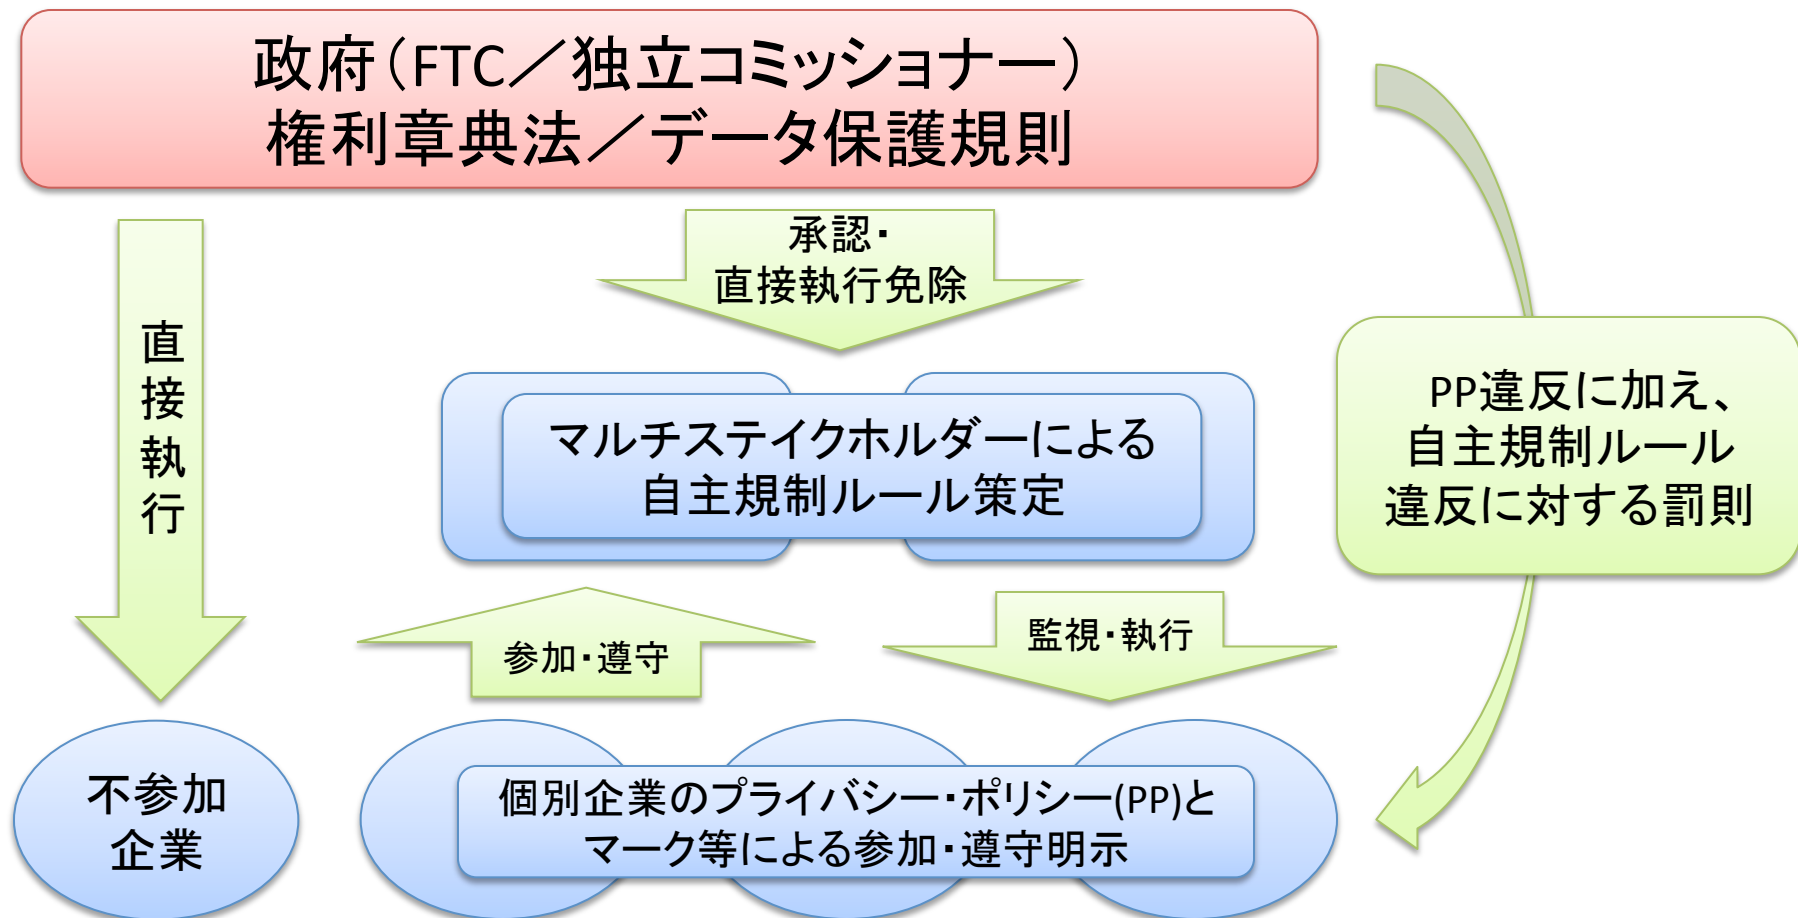 政府（FTC／独立コミッショナー）
権利章典法／データ保護規則
承認・
直接執行免除
直接執行
マルチステイクホルダーによる
自主規制ルール策定
PP違反に加え、
自主規制ルール
違反に対する罰則
参加・遵守
監視・執行
不参加
企業
個別企業のプライバシー・ポリシー(PP)と
マーク等による参加・遵守明示